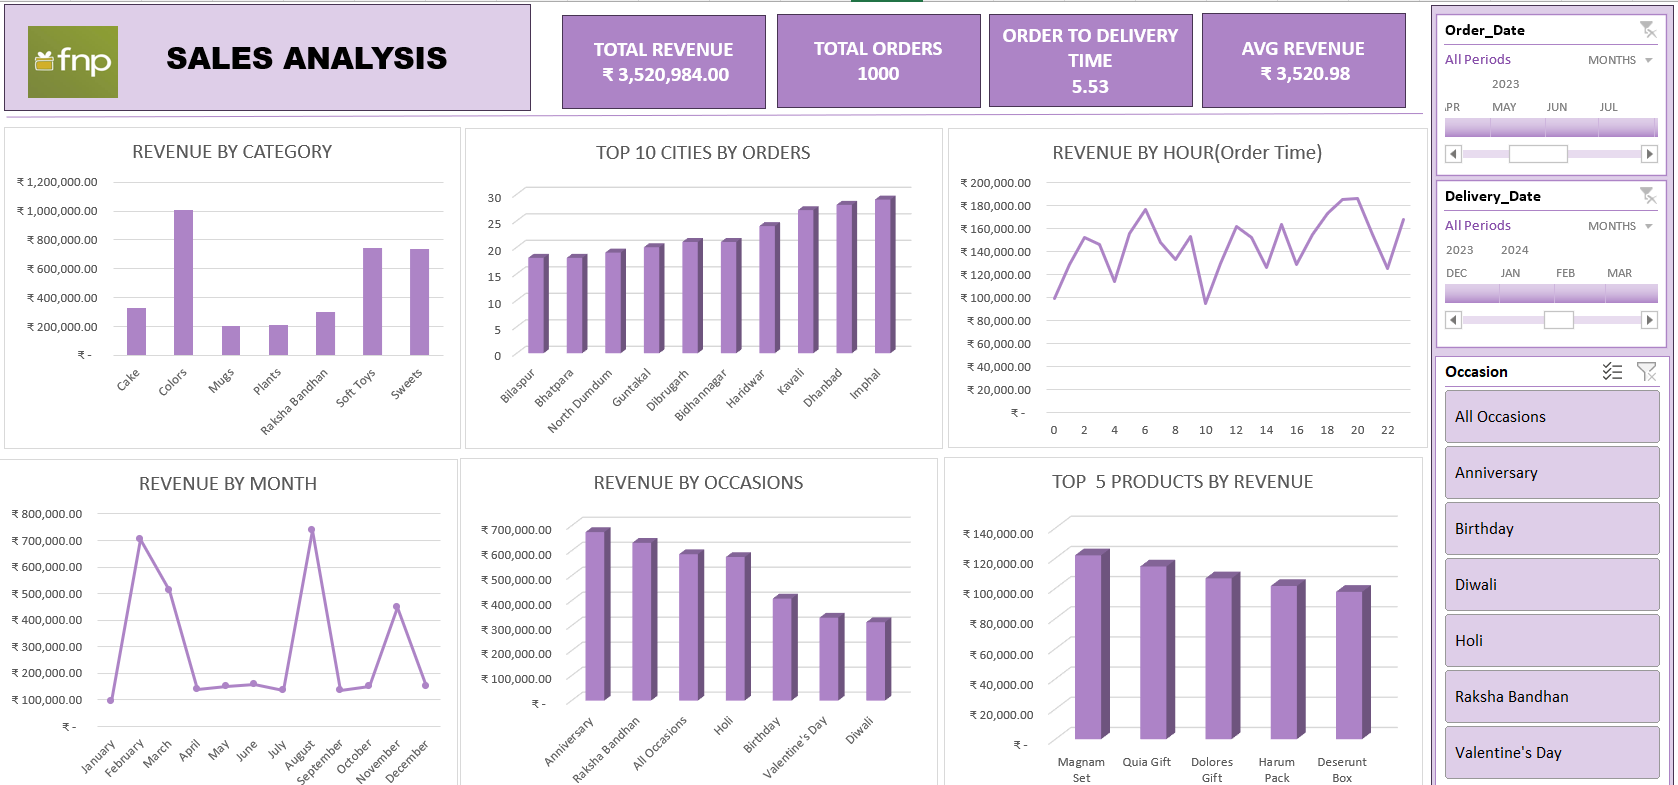 fnp
SALES ANALYSIS
TOTAL REVENUE
₹ 3,520,984.00
TOTAL ORDERS
1000
ORDER TO DELIVERY
TIME
5.53
AVG REVENUE
₹ 3,520.98
REVENUE BY CATEGORY
₹ 1,200,000.00
₹ 1,000,000.00
₹ 800,000.00
₹ 600,000.00
₹ 400,000.00
₹ 200,000.00
₹ -
Cake
Colors
Mugs
Plants
Raksha Bandhan
Soft Toys
Sweets
TOP 10 CITIES BY ORDERS
30
25
20
15
10
5
0
Bilaspur
Bhatpara
North Dumdum
Guntakal
Dibrugarh
Bidhannagar
Haridwar
Kavali
Dhanbad
Imphal
REVENUE BY HOUR(Order Time)
₹ 200,000.00
₹ 180,000.00
₹ 160,000.00
₹ 140,000.00
₹ 120,000.00
₹ 100,000.00
₹ 80,000.00
₹ 60,000.00
₹ 40,000.00
₹ 20,000.00
₹ -
0 2 4 6 8 10 12 14 16 18 20 22
REVENUE BY MONTH
₹ 800,000.00
₹ 700,000.00
₹ 600,000.00
₹ 500,000.00
₹ 400,000.00
₹ 300,000.00
₹ 200,000.00
₹ 100,000.00
₹ -
January
February
March
April
May
June
July
August
September
October
November
December
REVENUE BY OCCASIONS
₹ 700,000.00
₹ 600,000.00
₹ 500,000.00
₹ 400,000.00
₹ 300,000.00
₹ 200,000.00
₹ 100,000.00
₹ -
Anniversary
Raksha Bandhan
All Occasions
Holi
Birthday
Valentine's Day
Diwali
TOP 5 PRODUCTS BY REVENUE
₹ 140,000.00
₹ 120,000.00
₹ 100,000.00
₹ 80,000.00
₹ 60,000.00
₹ 40,000.00
₹ 20,000.00
₹ -
Magnam
Set
Quia Gift
Dolores
Gift
Harum
Pack
Deserunt
Box
Order_Date
All Periods MONTHS
2023
PR MAY JUN JUL
Delivery_Date
All Periods MONTHS
2023 2024
DEC JAN FEB MAR
Occasion
All Occasions
Anniversary
Birthday
Diwali
Holi
Raksha Bandhan
Valentine's Day